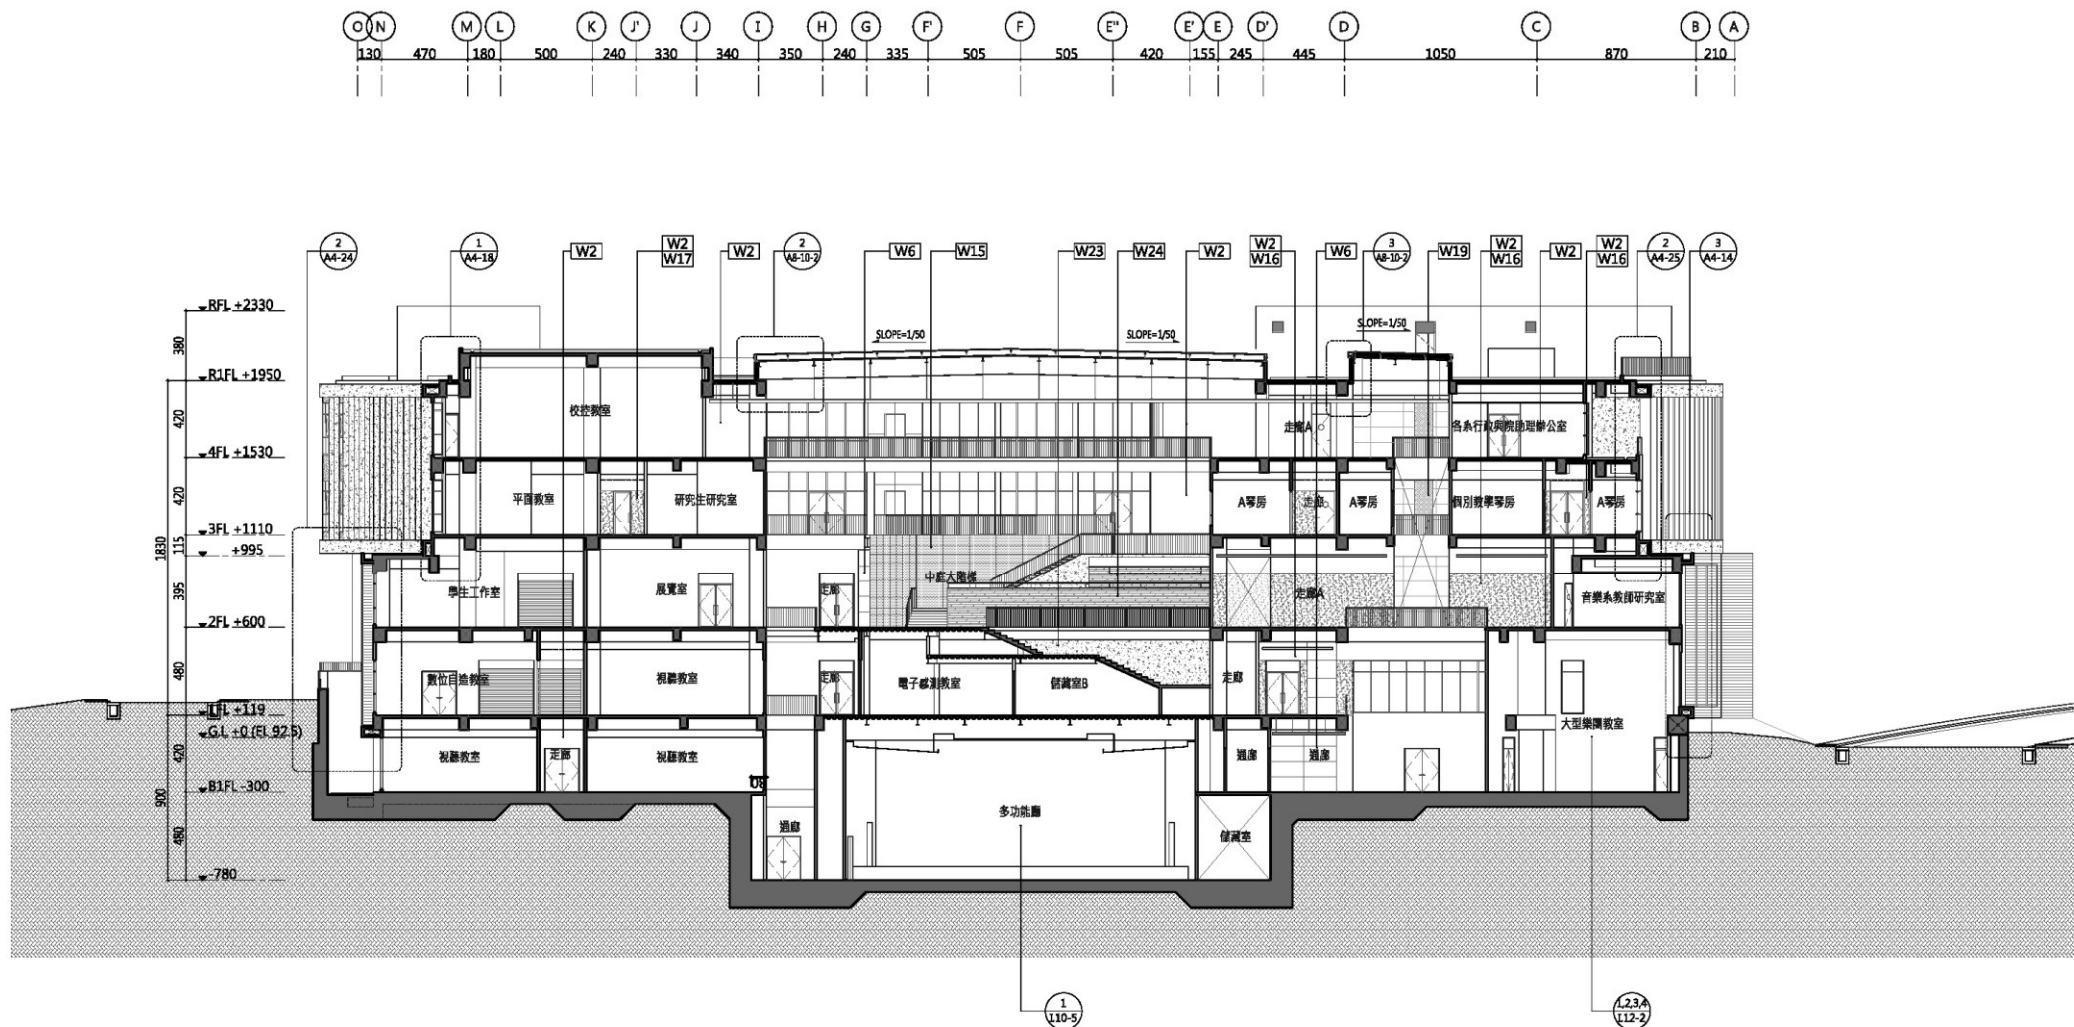 O N M L K J' J I H G F' F E'' E' E D' D C B A
130 470 180 500 240 330 340 350 240 335 505 505 420 155 245 445 1050 870 210
2 A4-24
1 A4-18
W2
W2 W17
W2
2 A8-10-2
W6
W15
W23
W24
W2
W2 W16
W6
3 A8-10-2
W19
W2 W16
W2
W2 W16
2 A4-25
3 A4-14
RFL +2330
SLOPE=1/50
SLOPE=1/50
SLOPE=1/50
380
R1FL +1950
420
校控教室
走廊A
各系行政與院助理辦公室
4FL +1530
420
平面教室
研究生研究室
A琴房
走廊
A琴房
個別教學琴房
A琴房
3FL +1110
115
1830
+995
395
學生工作室
展覽室
走廊
中庭大階梯
走廊A
音樂系教師研究室
2FL +600
480
數位自造教室
視聽教室
走廊
電子感測教室
儲藏室B
走廊
大型樂團教室
1FL +119
G.L +0 (EL 92.5)
420
視聽教室
走廊
視聽教室
通廊
通廊
B1FL -300
900
480
通廊
多功能廳
儲藏室
-780
1 I10-5
1,2,3,4 I12-2